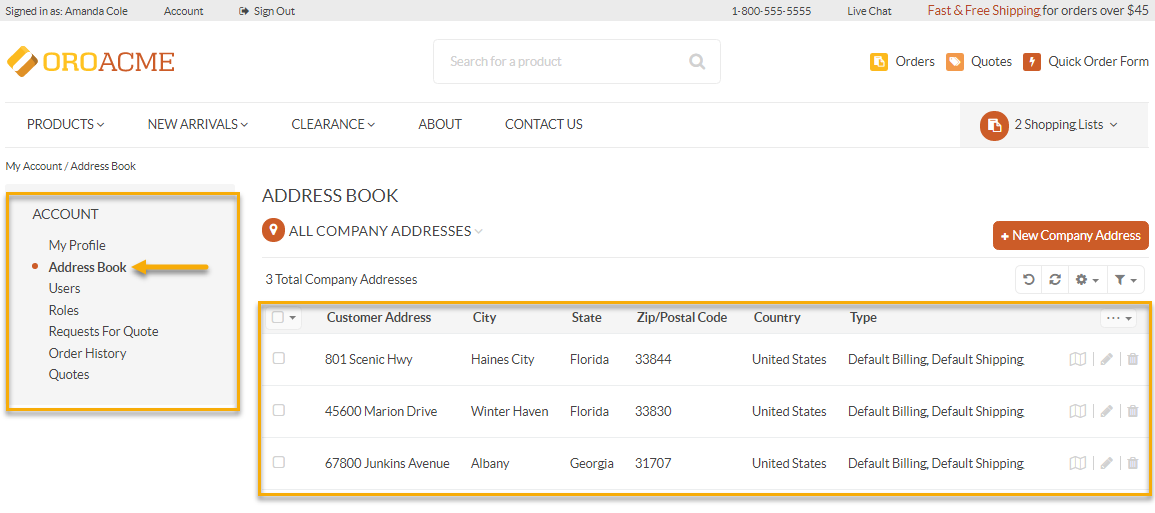 Signed in as: Amanda Cole Account Sign Out 1-800-555-5555 Live Chat Fast & Free Shipping for orders over $45
OROACME Search for a product Orders Quotes Quick Order Form
PRODUCTS NEW ARRIVALS CLEARANCE ABOUT CONTACT US 2 Shopping Lists
My Account / Address Book
ACCOUNT
My Profile
Address Book
Users
Roles
Requests For Quote
Order History
Quotes
ADDRESS BOOK
ALL COMPANY ADDRESSES
+ New Company Address
3 Total Company Addresses
Customer Address City State Zip/Postal Code Country Type
801 Scenic Hwy Haines City Florida 33844 United States Default Billing, Default Shipping
45600 Marion Drive Winter Haven Florida 33830 United States Default Billing, Default Shipping
67800 Junkins Avenue Albany Georgia 31707 United States Default Billing, Default Shipping